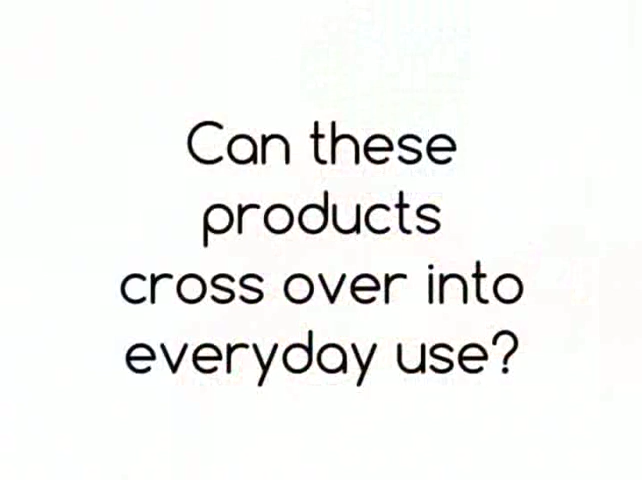 Can these
products
cross over into
everyday use?